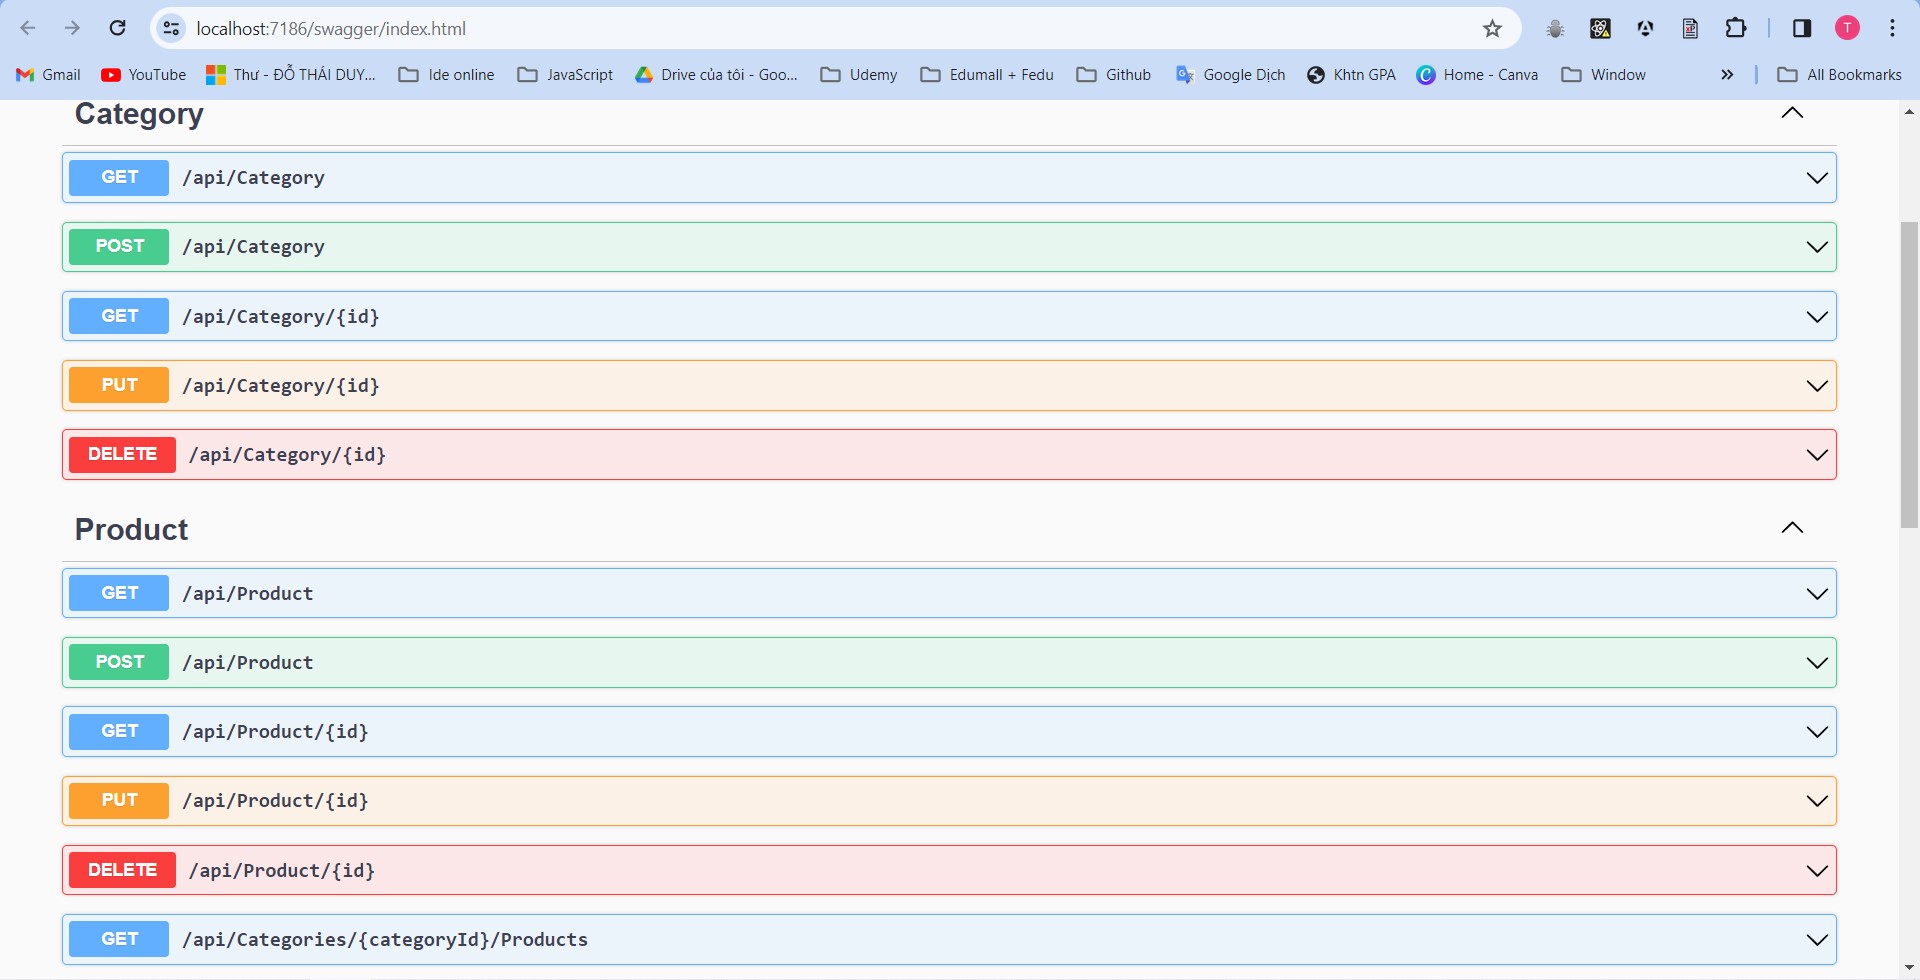 localhost:7186/swagger/index.html
T
Gmail YouTube Thư - ĐỖ THÁI DUY... Ide online JavaScript Drive của tôi - Goo... Udemy Edumall + Fedu Github Google Dịch Khtn GPA Home - Canva Window » All Bookmarks
Category
GET /api/Category
POST /api/Category
GET /api/Category/{id}
PUT /api/Category/{id}
DELETE /api/Category/{id}
Product
GET /api/Product
POST /api/Product
GET /api/Product/{id}
PUT /api/Product/{id}
DELETE /api/Product/{id}
GET /api/Categories/{categoryId}/Products